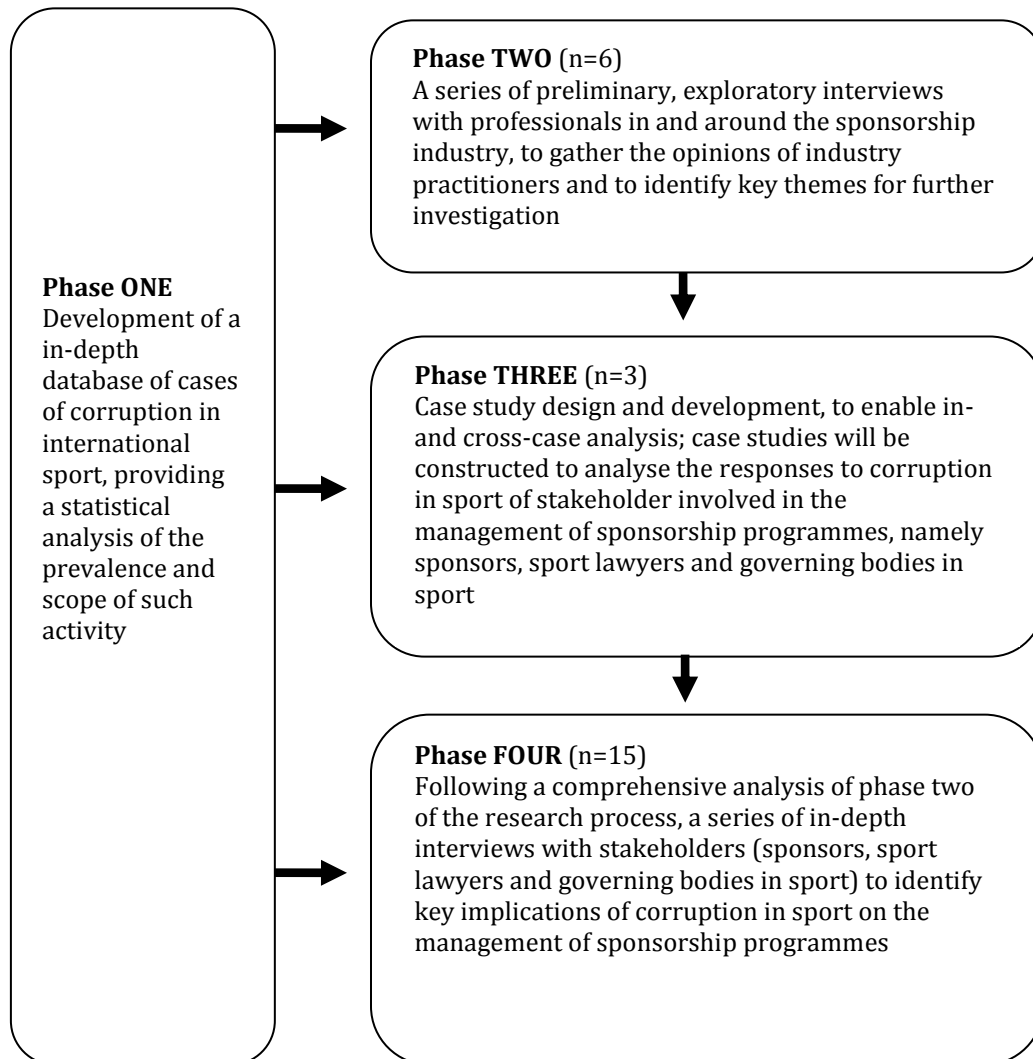 Phase ONE
Development of a
in-depth
database of cases
of corruption in
international
sport, providing
a statistical
analysis of the
prevalence and
scope of such
activity
Phase TWO (n=6)
A series of preliminary, exploratory interviews
with professionals in and around the sponsorship
industry, to gather the opinions of industry
practitioners and to identify key themes for further
investigation
Phase THREE (n=3)
Case study design and development, to enable in-
and cross-case analysis; case studies will be
constructed to analyse the responses to corruption
in sport of stakeholder involved in the
management of sponsorship programmes, namely
sponsors, sport lawyers and governing bodies in
sport
Phase FOUR (n=15)
Following a comprehensive analysis of phase two
of the research process, a series of in-depth
interviews with stakeholders (sponsors, sport
lawyers and governing bodies in sport) to identify
key implications of corruption in sport on the
management of sponsorship programmes